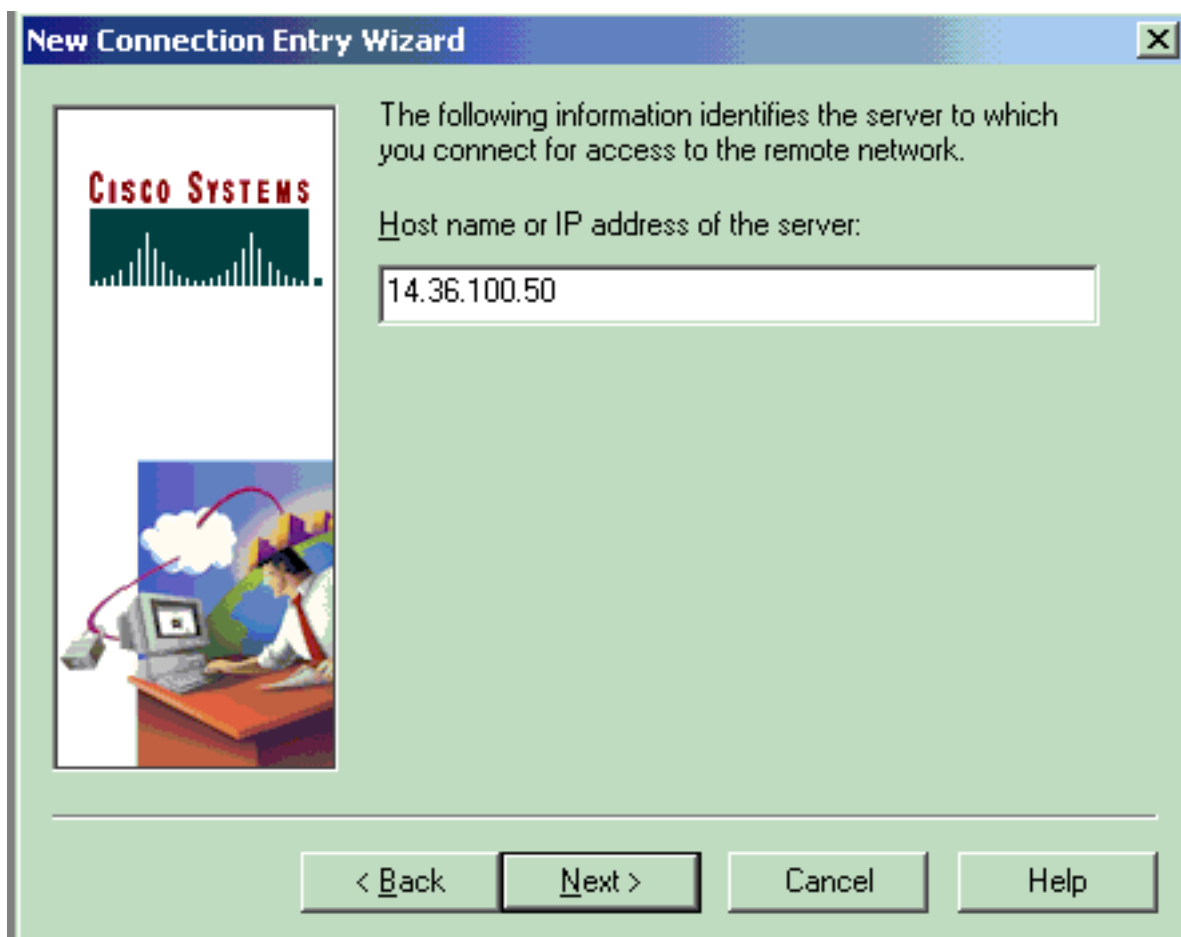 New Connection Entry Wizard
CISCO SYSTEMS
The following information identifies the server to which
you connect for access to the remote network.
Host name or IP address of the server:
14.36.100.50
< Back
Next >
Cancel
Help